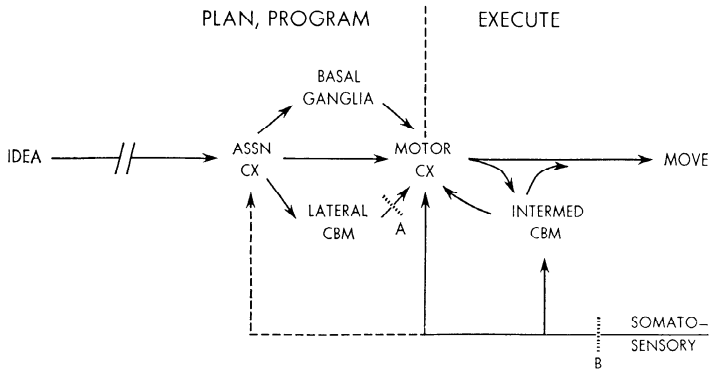 PLAN, PROGRAM
EXECUTE
BASAL
GANGLIA
IDEA
ASSN
CX
MOTOR
CX
MOVE
LATERAL
CBM
A
INTERMED
CBM
SOMATO-
SENSORY
B